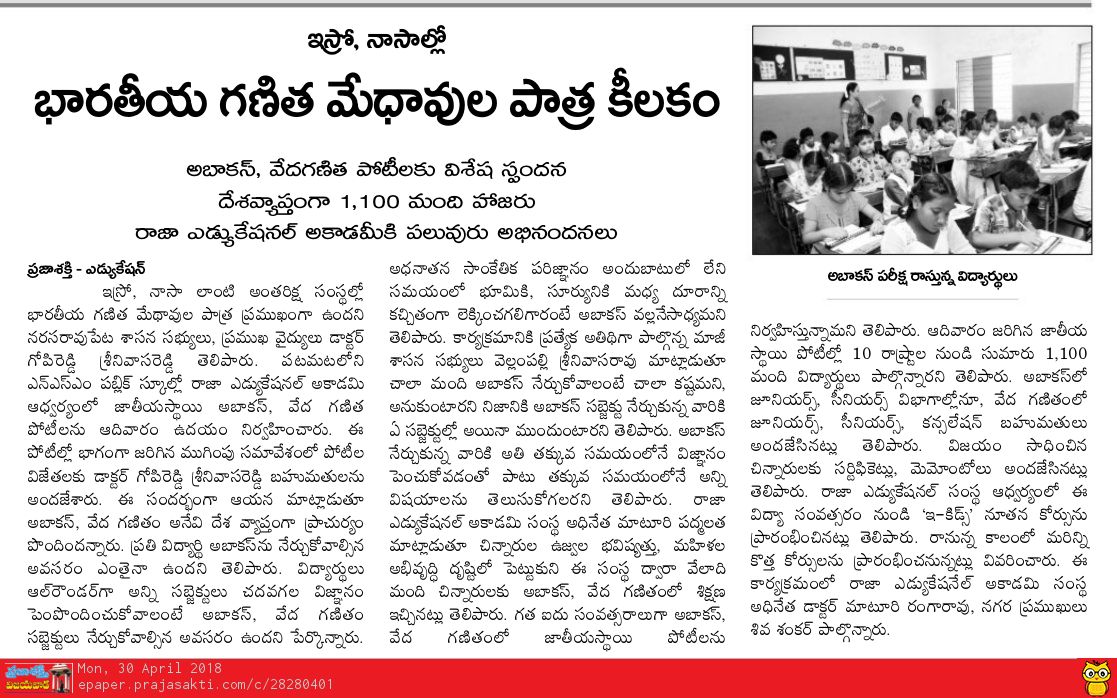 ఇస్రో, నాసాల్లో
భారతీయ గణిత మేధావుల పాత్ర కీలకం
అబాకస్, వేదగణిత పోటీలకు విశేష స్పందన
దేశవ్యాప్తంగా 1,100 మంది హాజరు
రాజా ఎడ్యుకేషనల్ అకాడమీకి పలువురు అభినందనలు
ప్రజాశక్తి - ఎడ్యుకేషన్
ఇస్రో, నాసా లాంటి అంతరిక్ష సంస్థల్లో
భారతీయ గణిత మేథావుల పాత్ర ప్రముఖంగా ఉందని
నరసరావుపేట శాసన సభ్యులు, ప్రముఖ వైద్యులు డాక్టర్
గోపిరెడ్డి శ్రీనివాసరెడ్డి తెలిపారు. పటమటలోని
ఎన్ఎస్ఎం పబ్లిక్ స్కూల్లో రాజా ఎడ్యుకేషనల్ అకాడమి
ఆధ్వర్యంలో జాతీయస్థాయి అబాకస్, వేద గణిత
పోటీలను ఆదివారం ఉదయం నిర్వహించారు. ఈ
పోటీల్లో భాగంగా జరిగిన ముగింపు సమావేశంలో పోటీల
విజేతలకు డాక్టర్ గోపిరెడ్డి శ్రీనివాసరెడ్డి బహుమతులను
అందజేశారు. ఈ సందర్భంగా ఆయన మాట్లాడుతూ
అబాకస్, వేద గణితం అనేవి దేశ వ్యాప్తంగా ప్రాచుర్యం
పొందిందన్నారు. ప్రతి విద్యార్థి అబాకస్‌ను నేర్చుకోవాల్సిన
అవసరం ఎంతైనా ఉందని తెలిపారు. విద్యార్థులు
ఆల్‌రౌండర్‌గా అన్ని సబ్జెక్టులు చదవగల విజ్ఞానం
పెంపొందించుకోవాలంటే అబాకస్, వేద గణితం
సబ్జెక్టులు నేర్చుకోవాల్సిన అవసరం ఉందని పేర్కొన్నారు.
అధనాతన సాంకేతిక పరిజ్ఞానం అందుబాటులో లేని
సమయంలో భూమికి, సూర్యునికి మధ్య దూరాన్ని
కచ్చితంగా లెక్కించగలిగారంటే అబాకస్ వల్లనేసాధ్యమని
తెలిపారు. కార్యక్రమానికి ప్రత్యేక అతిథిగా పాల్గొన్న మాజీ
శాసన సభ్యులు వెల్లంపల్లి శ్రీనివాసరావు మాట్లాడుతూ
చాలా మంది అబాకస్ నేర్చుకోవాలంటే చాలా కష్టమని,
అనుకుంటారని నిజానికి అబాకస్ సబ్జెక్టు నేర్చుకున్న వారికి
ఏ సబ్జెక్టుల్లో అయినా ముందుంటారని తెలిపారు. అబాకస్
నేర్చుకున్న వారికి అతి తక్కువ సమయంలోనే విజ్ఞానం
పెంచుకోవడంతో పాటు తక్కువ సమయంలోనే అన్ని
విషయాలను తెలుసుకోగలరని తెలిపారు. రాజా
ఎడ్యుకేషనల్ అకాడమి సంస్థ అధినేత మాటూరి పద్మలత
మాట్లాడుతూ చిన్నారుల ఉజ్వల భవిష్యత్తు, మహిళల
అభివృద్ధి దృష్టిలో పెట్టుకుని ఈ సంస్థ ద్వారా వేలాది
మంది చిన్నారులకు అబాకస్, వేద గణితంలో శిక్షణ
ఇచ్చినట్లు తెలిపారు. గత ఐదు సంవత్సరాలుగా అబాకస్,
వేద గణితంలో జాతీయస్థాయి పోటీలను
అబాకస్ పరీక్ష రాస్తున్న విద్యార్థులు
నిర్వహిస్తున్నామని తెలిపారు. ఆదివారం జరిగిన జాతీయ
స్థాయి పోటీల్లో 10 రాష్ట్రాల నుండి సుమారు 1,100
మంది విద్యార్థులు పాల్గొన్నారని తెలిపారు. అబాకస్‌లో
జూనియర్స్, సీనియర్స్ విభాగాల్లోనూ, వేద గణితంలో
జూనియర్స్, సీనియర్స్, కన్సలేషన్ బహుమతులు
అందజేసినట్లు తెలిపారు. విజయం సాధించిన
చిన్నారులకు సర్టిఫికెట్లు, మెమోంటోలు అందజేసినట్లు
తెలిపారు. రాజా ఎడ్యుకేషనల్ సంస్థ ఆధ్వర్యంలో ఈ
విద్యా సంవత్సరం నుండి 'ఇ-కిడ్స్' నూతన కోర్సును
ప్రారంభించినట్లు తెలిపారు. రానున్న కాలంలో మరిన్ని
కొత్త కోర్సులను ప్రారంభించనున్నట్లు వివరించారు. ఈ
కార్యక్రమంలో రాజా ఎడ్యుకేషనేల్ అకాడమి సంస్థ
అధినేత డాక్టర్ మాటూరి రంగారావు, నగర ప్రముఖులు
శివ శంకర్ పాల్గొన్నారు.
ప్రజాశక్తి
విజయవాడ
Mon, 30 April 2018
epaper.prajasakti.com/c/28280401